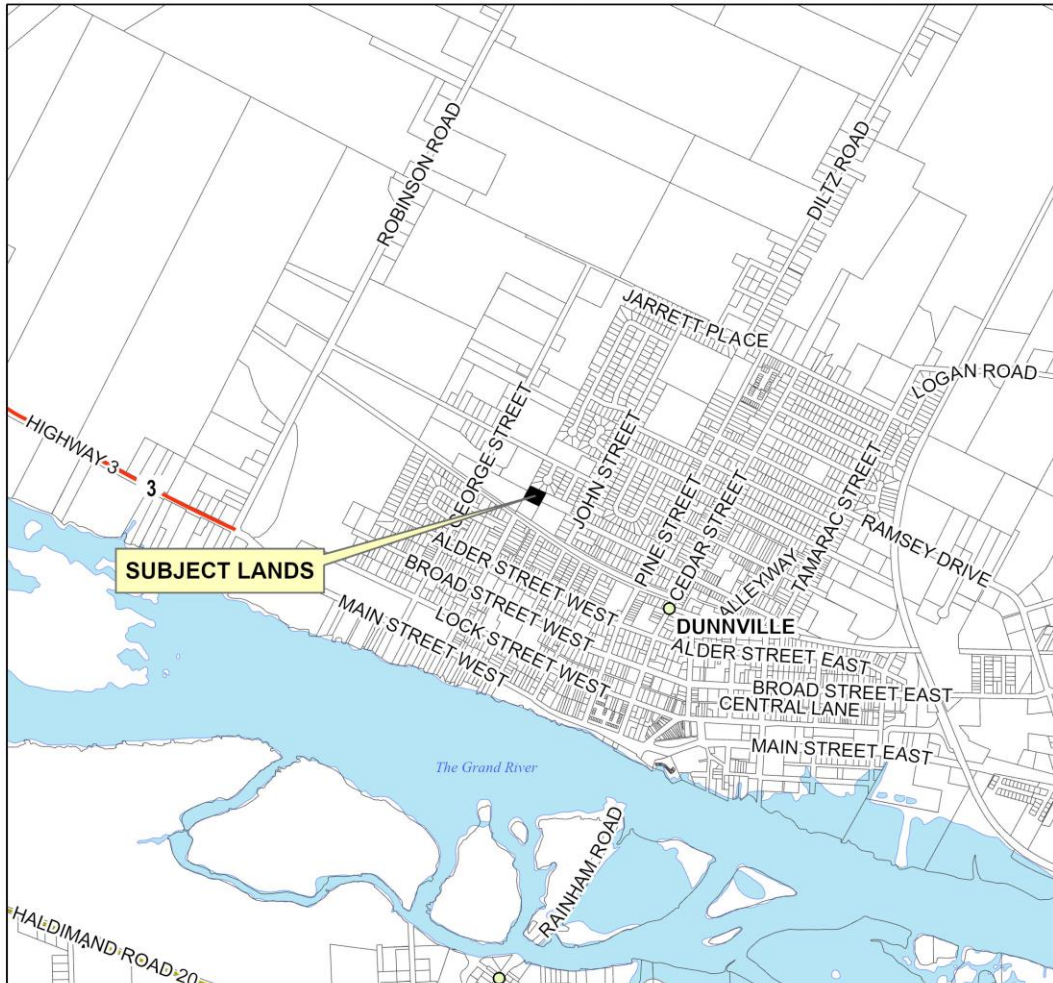 ROBINSON ROAD
DILTZ ROAD
JARRETT PLACE
LOGAN ROAD
HIGHWAY 3
3
GEORGE STREET
JOHN STREET
PINE STREET
CEDAR STREET
TAMARAC STREET
RAMSEY DRIVE
ALLEYWAY
SUBJECT LANDS
ALDER STREET WEST
BROAD STREET WEST
LOCK STREET WEST
MAIN STREET WEST
DUNNVILLE
ALDER STREET EAST
BROAD STREET EAST
CENTRAL LANE
MAIN STREET EAST
The Grand River
RAINHAM ROAD
HALDIMAND ROAD 20